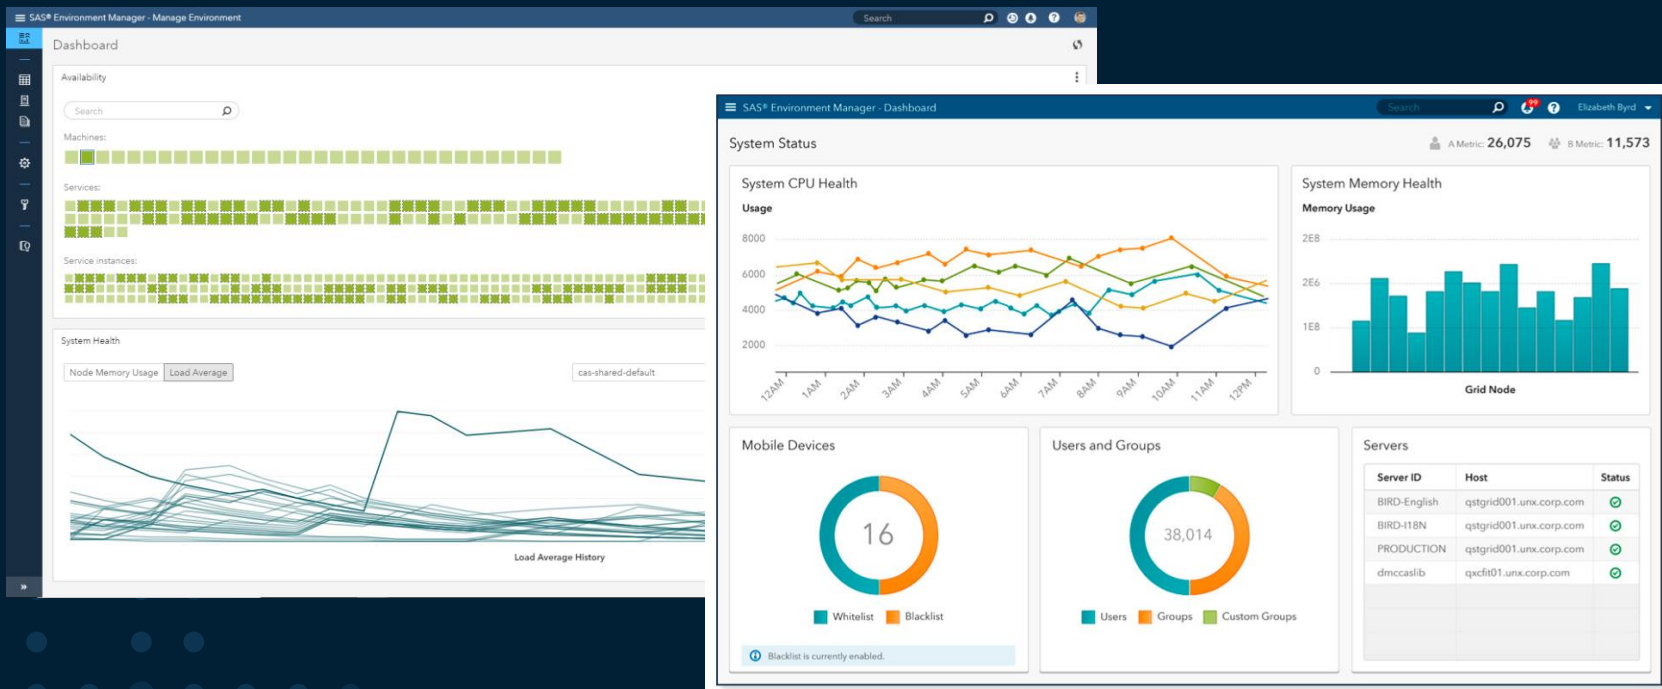 SAS® Environment Manager - Manage Environment
Search
Dashboard
Availability
Search
Machines:
Services:
Service instances:
System Health
Node Memory Usage
Load Average
cas-shared-default
Load Average History
SAS® Environment Manager - Dashboard
Search
99
Elizabeth Byrd
System Status
A Metric: 26,075
B Metric: 11,573
System CPU Health
Usage
8000
6000
4000
2000
12AM 1AM 2AM 3AM 4AM 5AM 6AM 7AM 8AM 9AM 10AM 11AM 12PM
System Memory Health
Memory Usage
2E8
2E6
1E8
0
Grid Node
Mobile Devices
16
Whitelist Blacklist
Blacklist is currently enabled.
Users and Groups
38,014
Users Groups Custom Groups
Servers
Server ID Host Status
BIRD-English qstgrid001.unx.corp.com
BIRD-I18N qstgrid001.unx.corp.com
PRODUCTION qstgrid001.unx.corp.com
dmccaslib qxcfit01.unx.corp.com